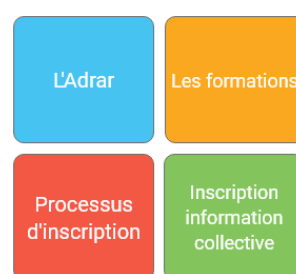 L'Adrar
Les formations
Processus
d'inscription
Inscription
information
collective